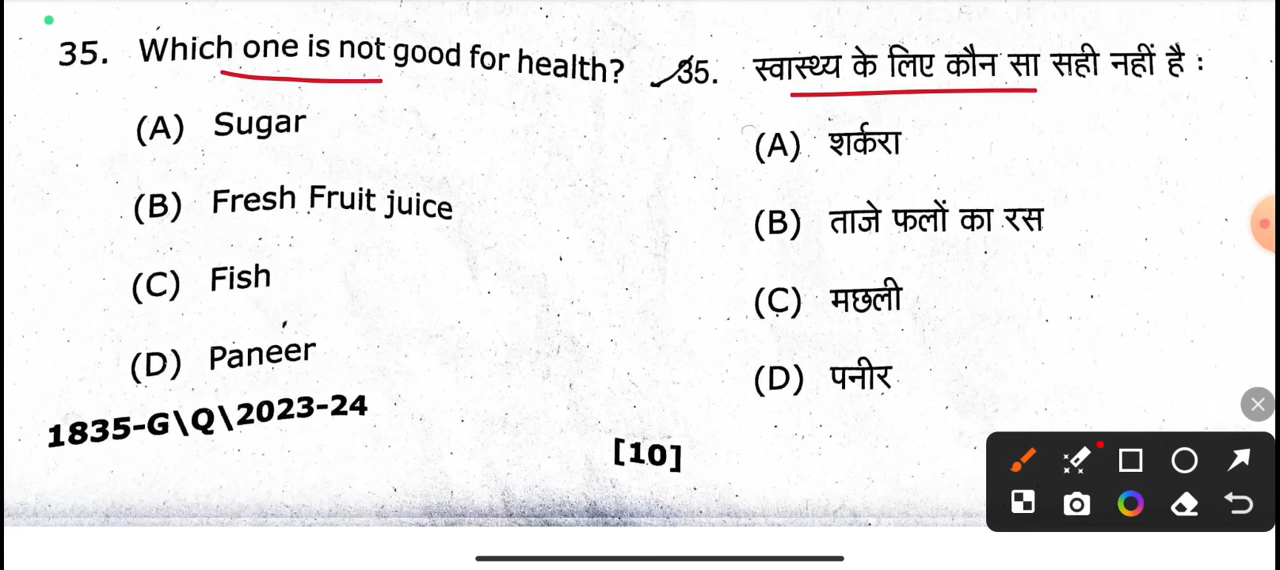 35. Which one is not good for health?
(A) Sugar
(B) Fresh Fruit juice
(C) Fish
(D) Paneer
1835-G\Q\2023-24
35. स्वास्थ्य के लिए कौन सा सही नहीं है :
(A) शर्करा
(B) ताजे फलों का रस
(C) मछली
(D) पनीर
[10]